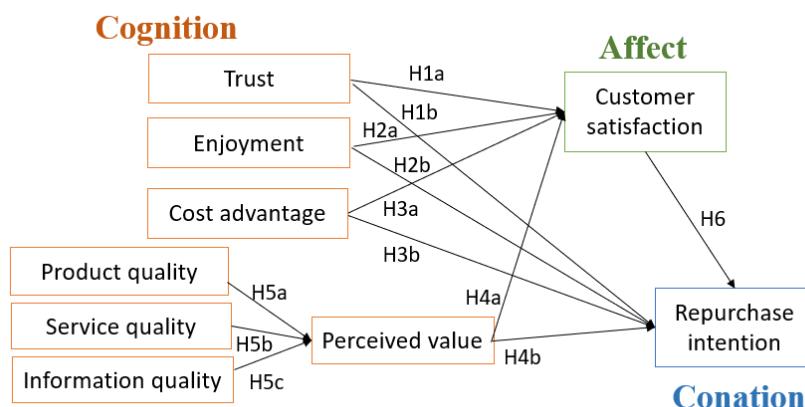 Cognition
Affect
Trust
H1a
Customer
satisfaction
H1b
Enjoyment
H2a
H2b
Cost advantage
H3a
H3b
H6
Product quality
H5a
H4a
Repurchase
intention
Service quality
H5b
Perceived value
H4b
Information quality
H5c
Conation